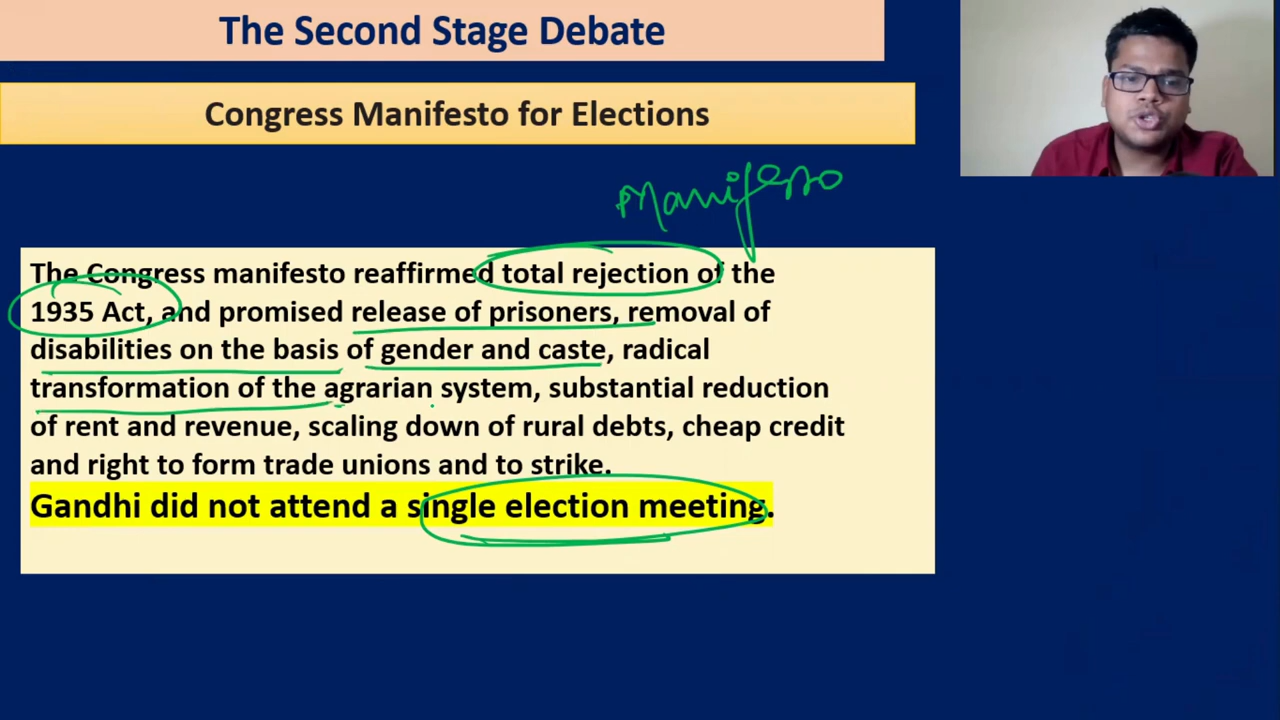 The Second Stage Debate
Congress Manifesto for Elections
Manifesto
The Congress manifesto reaffirmed total rejection of the
1935 Act, and promised release of prisoners, removal of
disabilities on the basis of gender and caste, radical
transformation of the agrarian system, substantial reduction
of rent and revenue, scaling down of rural debts, cheap credit
and right to form trade unions and to strike.
Gandhi did not attend a single election meeting.